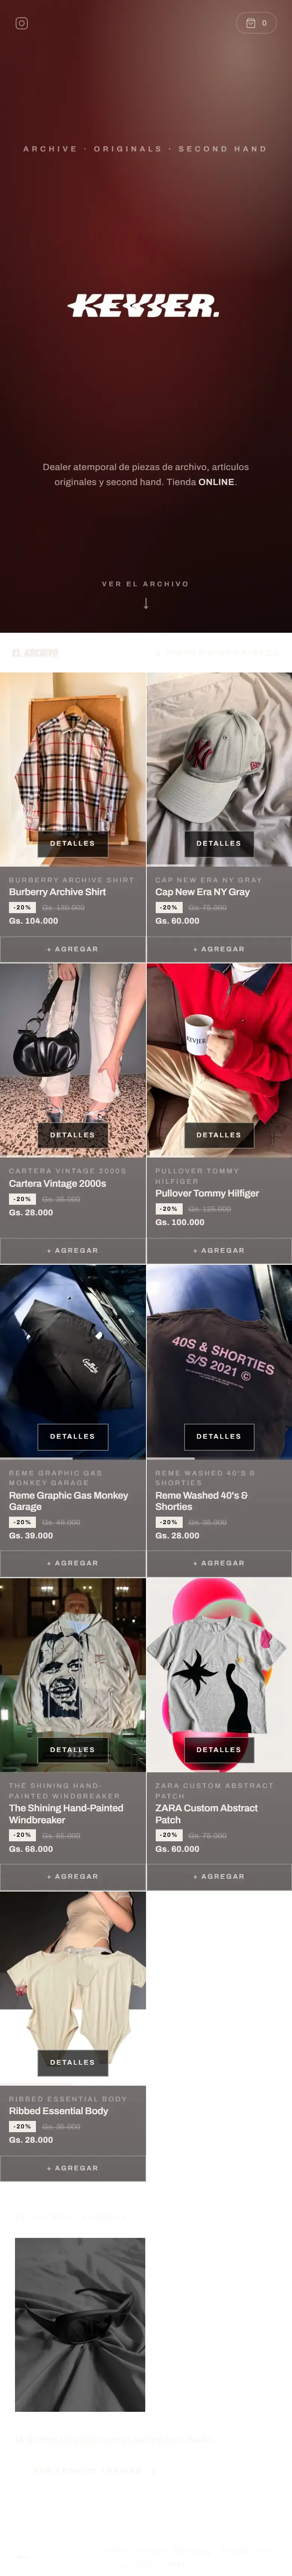 0
ARCHIVE · ORIGINALS · SECOND HAND
KEVJER.
Dealer atemporal de piezas de archivo, artículos
originales y second hand. Tienda ONLINE.
VER EL ARCHIVO
↓
EL ARCHIVO
DETALLES
DETALLES
BURBERRY ARCHIVE SHIRT
Burberry Archive Shirt
-20% Gs. 130.000
Gs. 104.000
+ AGREGAR
CAP NEW ERA NY GRAY
Cap New Era NY Gray
-20% Gs. 75.000
Gs. 60.000
+ AGREGAR
KEVJER.
DETALLES
DETALLES
CARTERA VINTAGE 2000S
Cartera Vintage 2000s
-20% Gs. 35.000
Gs. 28.000
+ AGREGAR
PULLOVER TOMMY
HILFIGER
Pullover Tommy Hilfiger
-20% Gs. 125.000
Gs. 100.000
+ AGREGAR
40S & SHORTIES
S/S 2021 ©
DETALLES
DETALLES
REME GRAPHIC GAS
MONKEY GARAGE
Reme Graphic Gas Monkey
Garage
-20% Gs. 49.000
Gs. 39.000
+ AGREGAR
REME WASHED 40'S &
SHORTIES
Reme Washed 40's &
Shorties
-20% Gs. 35.000
Gs. 28.000
+ AGREGAR
DETALLES
DETALLES
THE SHINING HAND-
PAINTED WINDBREAKER
The Shining Hand-Painted
Windbreaker
-20% Gs. 85.000
Gs. 68.000
+ AGREGAR
ZARA CUSTOM ABSTRACT
PATCH
ZARA Custom Abstract
Patch
-20% Gs. 75.000
Gs. 60.000
+ AGREGAR
DETALLES
RIBBED ESSENTIAL BODY
Ribbed Essential Body
-20% Gs. 35.000
Gs. 28.000
+ AGREGAR